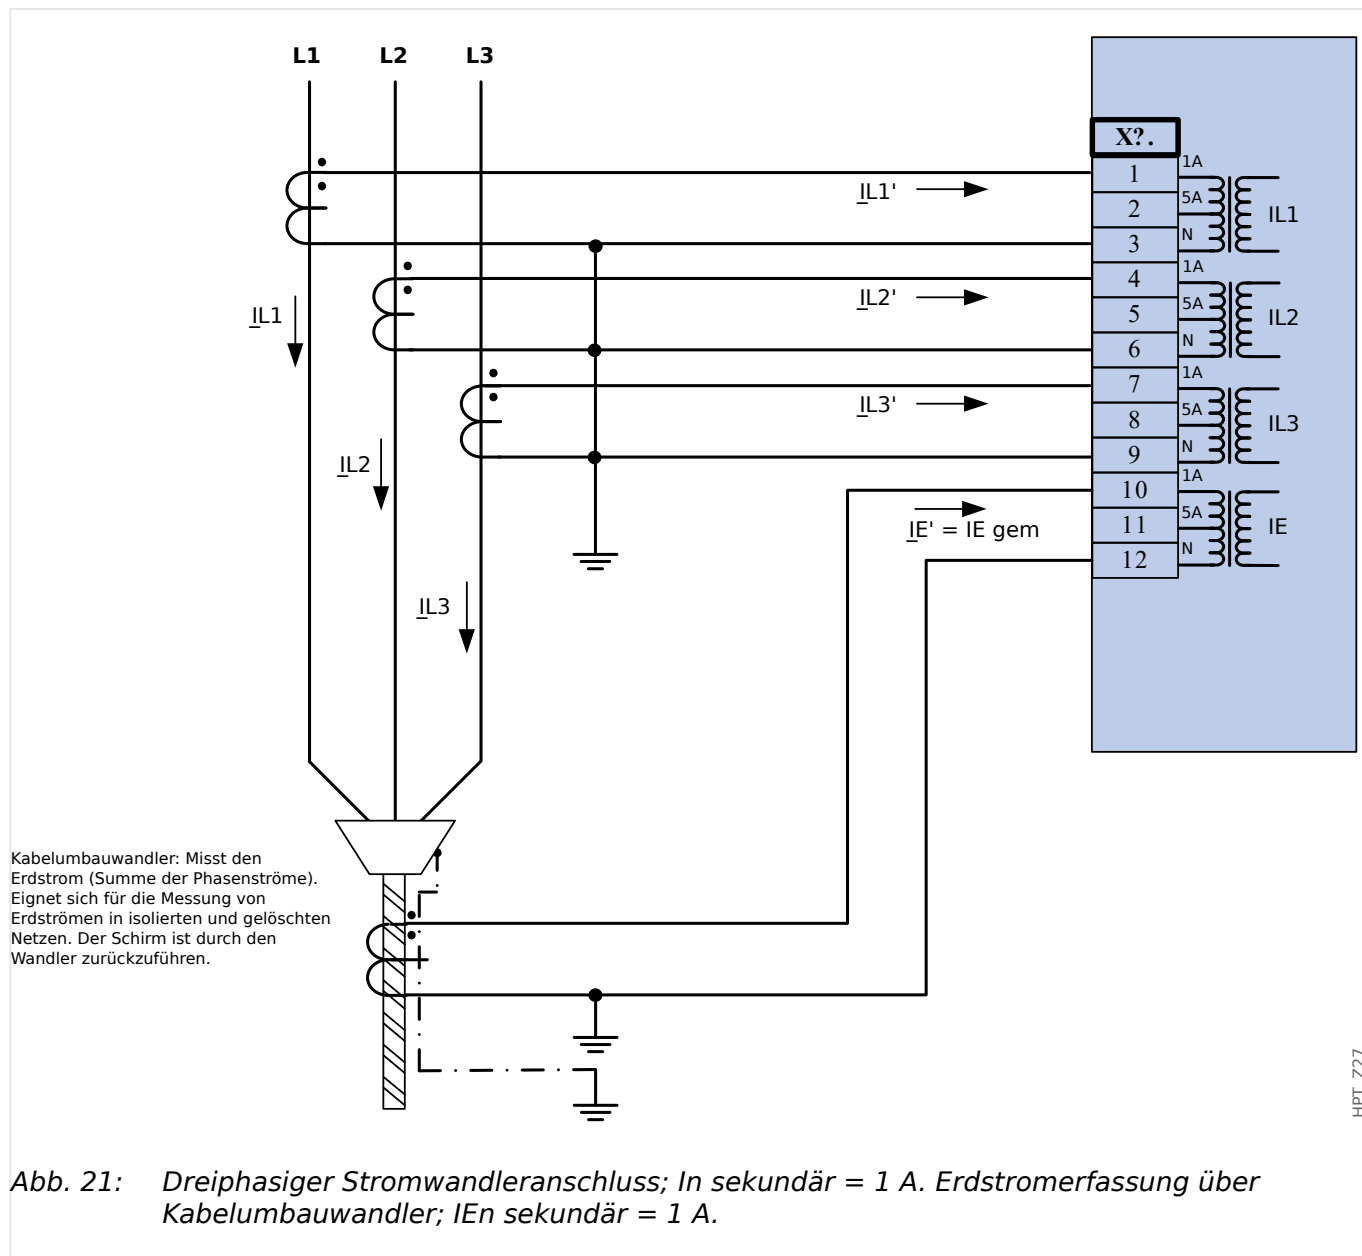 L1 L2 L3
X?.
1 1A
2 5A
3 N
IL1
4 1A
5 5A
6 N
IL2
7 1A
8 5A
9 N
IL3
10 1A
11 5A
12 N
IE
IL1'
IL2'
IL3'
IE' = IE gem
IL1
IL2
IL3
Kabelumbauwandler: Misst den
Erdstrom (Summe der Phasenströme).
Eignet sich für die Messung von
Erdströmen in isolierten und gelöschten
Netzen. Der Schirm ist durch den
Wandler zurückzuführen.
HPT_Z27
Abb. 21: Dreiphasiger Stromwandleranschluss; In sekundär = 1 A. Erdstromerfassung über
Kabelumbauwandler; IEn sekundär = 1 A.